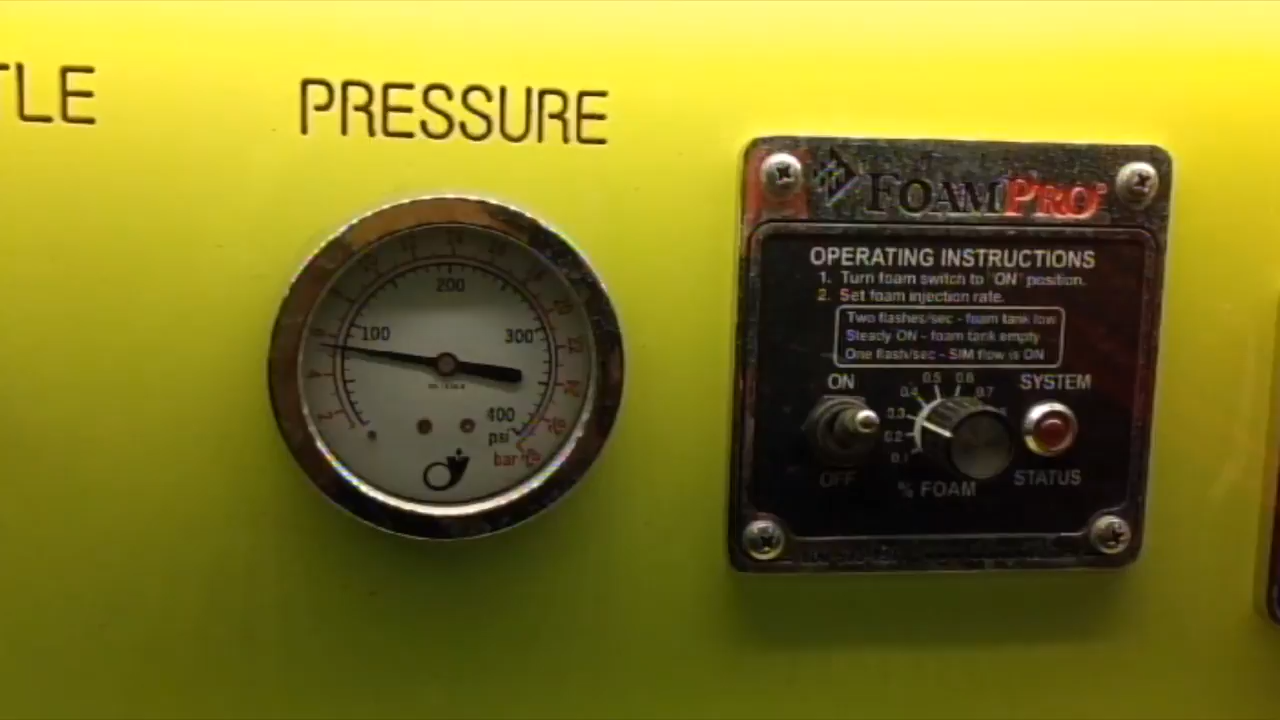 TLE
PRESSURE
200
100
300
400
psi
bar
FOAMPRO
OPERATING INSTRUCTIONS
1. Turn foam switch to "ON" position.
2. Set foam injection rate.
Two flashes/sec - foam tank low
Steady ON - foam tank empty
One flash/sec - SIM flow is ON
ON
0.1
0.2
0.3
0.4
0.5
0.6
0.7
SYSTEM
OFF
% FOAM
STATUS